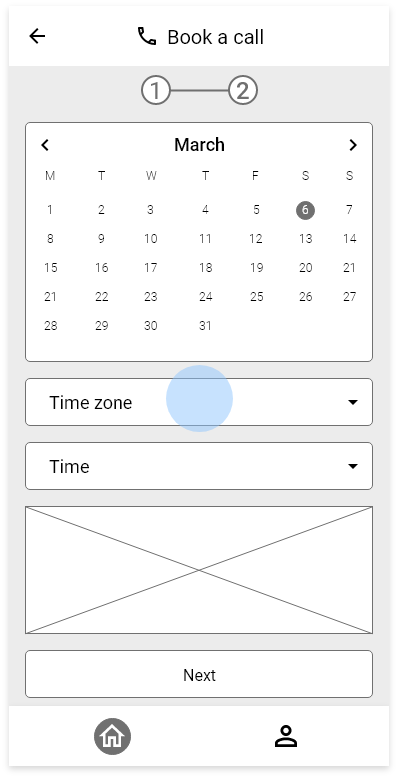 Book a call
1 2
March
M T W T F S S
1 2 3 4 5 6 7
8 9 10 11 12 13 14
15 16 17 18 19 20 21
21 22 23 24 25 26 27
28 29 30 31
Time zone
Time
Next